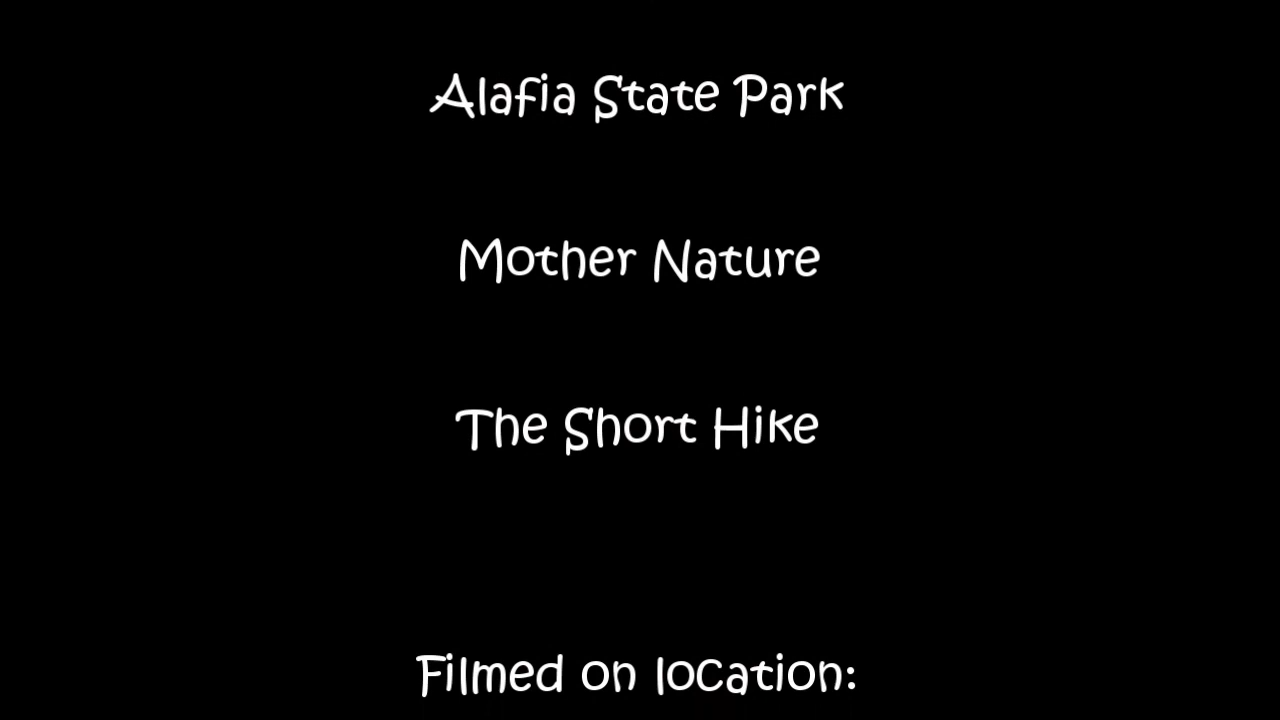 Alafia State Park
Mother Nature
The Short Hike
Filmed on location: